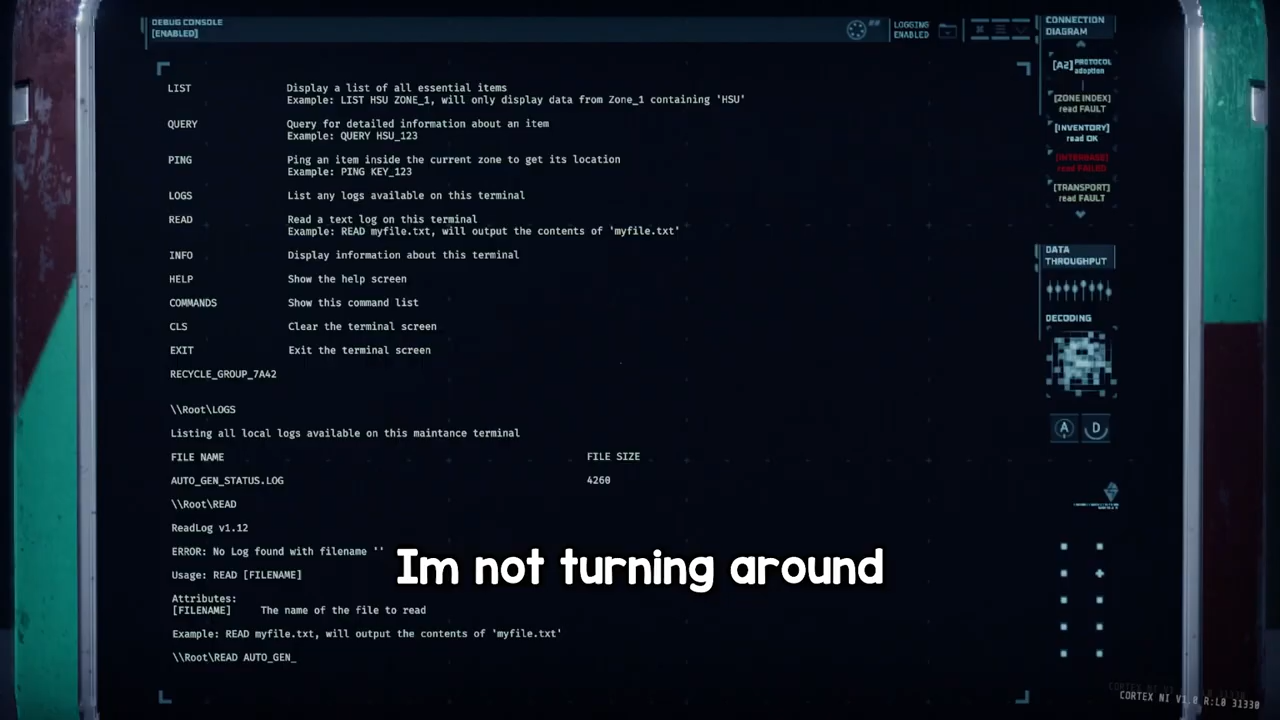 DEBUG CONSOLE
[ENABLED]
LOGGING
ENABLED
CONNECTION
DIAGRAM
[A2] PROTOCOL
adoption
[ZONE INDEX]
read FAULT
[INVENTORY]
read OK
[INTERBASE]
read FAILED
[TRANSPORT]
read FAULT
DATA
THROUGHPUT
DECODING
A D
LIST Display a list of all essential items
Example: LIST HSU ZONE_1, will only display data from Zone_1 containing 'HSU'
QUERY Query for detailed information about an item
Example: QUERY HSU_123
PING Ping an item inside the current zone to get its location
Example: PING KEY_123
LOGS List any logs available on this terminal
READ Read a text log on this terminal
Example: READ myfile.txt, will output the contents of 'myfile.txt'
INFO Display information about this terminal
HELP Show the help screen
COMMANDS Show this command list
CLS Clear the terminal screen
EXIT Exit the terminal screen
RECYCLE_GROUP_7A42
\\Root\LOGS
Listing all local logs available on this maintance terminal
FILE NAME FILE SIZE
AUTO_GEN_STATUS.LOG 4260
\\Root\READ
ReadLog v1.12
ERROR: No Log found with filename ''
Usage: READ [FILENAME]
Attributes:
[FILENAME] The name of the file to read
Example: READ myfile.txt, will output the contents of 'myfile.txt'
\\Root\READ AUTO_GEN_
Im not turning around
CORTEX NI V1.0 R:L0 31330